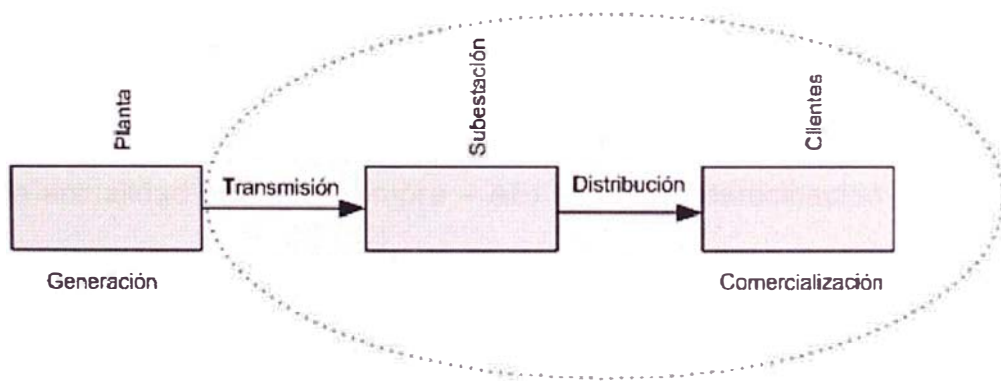 Planta
Subestación
Clientes
Transmisión
Distribución
Generación
Comercialización